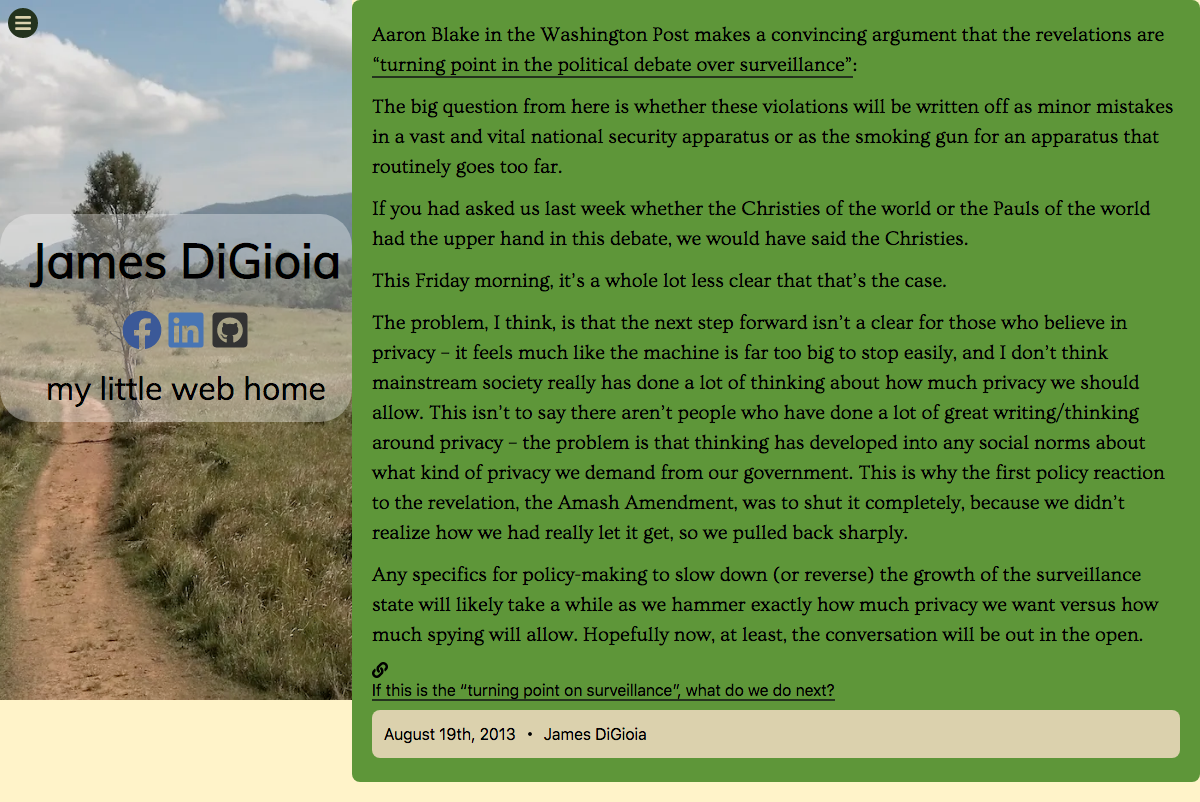 James DiGioia
my little web home
Aaron Blake in the Washington Post makes a convincing argument that the revelations are
“turning point in the political debate over surveillance”:
The big question from here is whether these violations will be written off as minor mistakes
in a vast and vital national security apparatus or as the smoking gun for an apparatus that
routinely goes too far.
If you had asked us last week whether the Christies of the world or the Pauls of the world
had the upper hand in this debate, we would have said the Christies.
This Friday morning, it’s a whole lot less clear that that’s the case.
The problem, I think, is that the next step forward isn’t a clear for those who believe in
privacy – it feels much like the machine is far too big to stop easily, and I don’t think
mainstream society really has done a lot of thinking about how much privacy we should
allow. This isn’t to say there aren’t people who have done a lot of great writing/thinking
around privacy – the problem is that thinking has developed into any social norms about
what kind of privacy we demand from our government. This is why the first policy reaction
to the revelation, the Amash Amendment, was to shut it completely, because we didn’t
realize how we had really let it get, so we pulled back sharply.
Any specifics for policy-making to slow down (or reverse) the growth of the surveillance
state will likely take a while as we hammer exactly how much privacy we want versus how
much spying will allow. Hopefully now, at least, the conversation will be out in the open.
If this is the “turning point on surveillance”, what do we do next?
August 19th, 2013 • James DiGioia